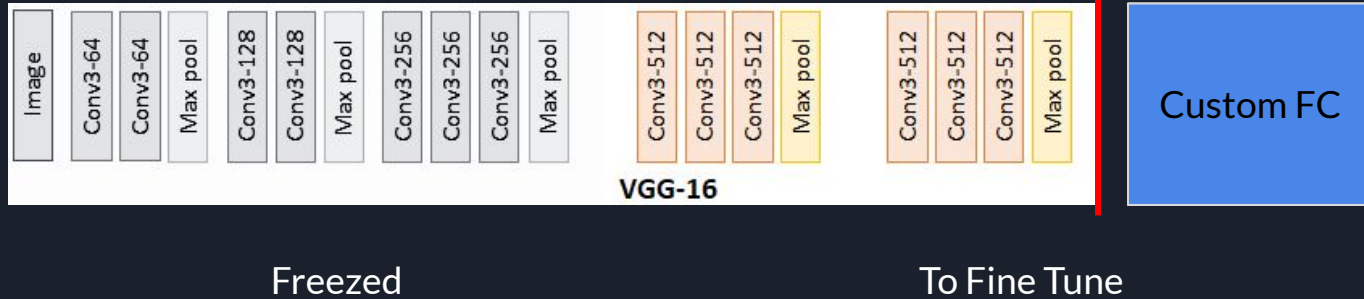 Image
Conv3-64
Conv3-64
Max pool
Conv3-128
Conv3-128
Max pool
Conv3-256
Conv3-256
Conv3-256
Max pool
Conv3-512
Conv3-512
Conv3-512
Max pool
Conv3-512
Conv3-512
Conv3-512
Max pool
Custom FC
VGG-16
Freezed
To Fine Tune